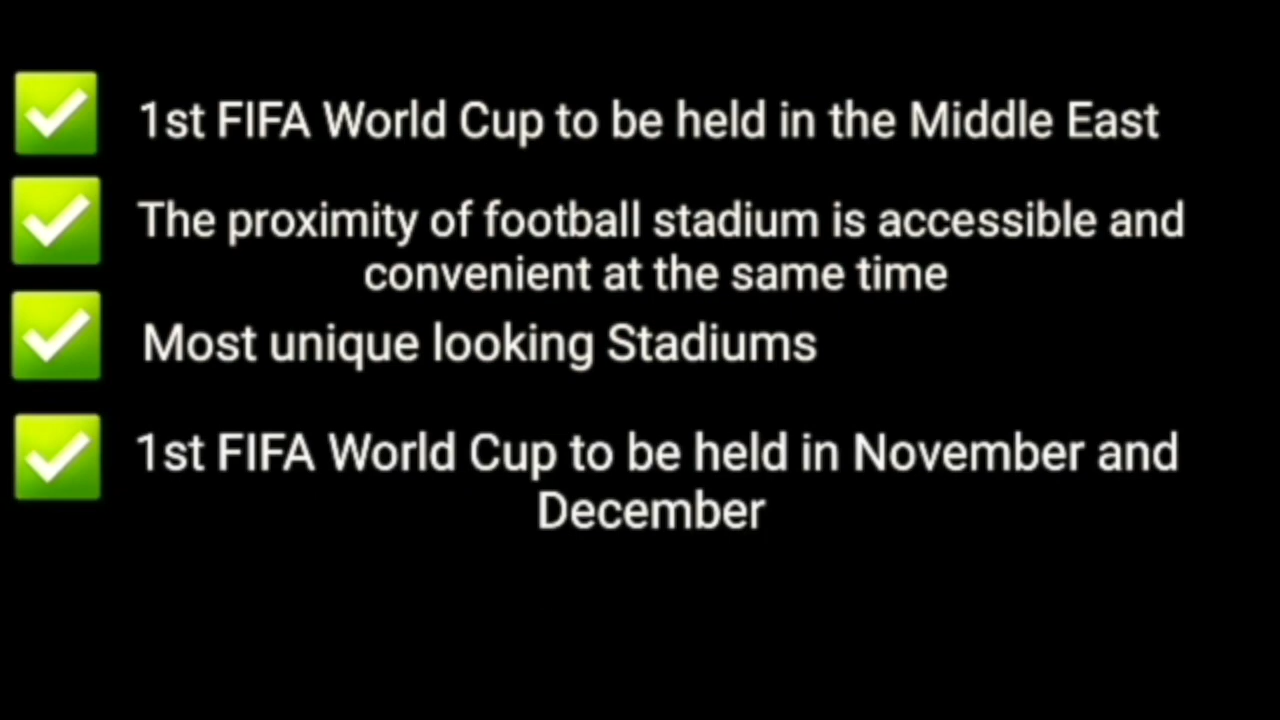 1st FIFA World Cup to be held in the Middle East
The proximity of football stadium is accessible and
convenient at the same time
Most unique looking Stadiums
1st FIFA World Cup to be held in November and
December